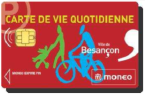 CARTE DE VIE QUOTIDIENNE
Ville de
Besançon
moneo